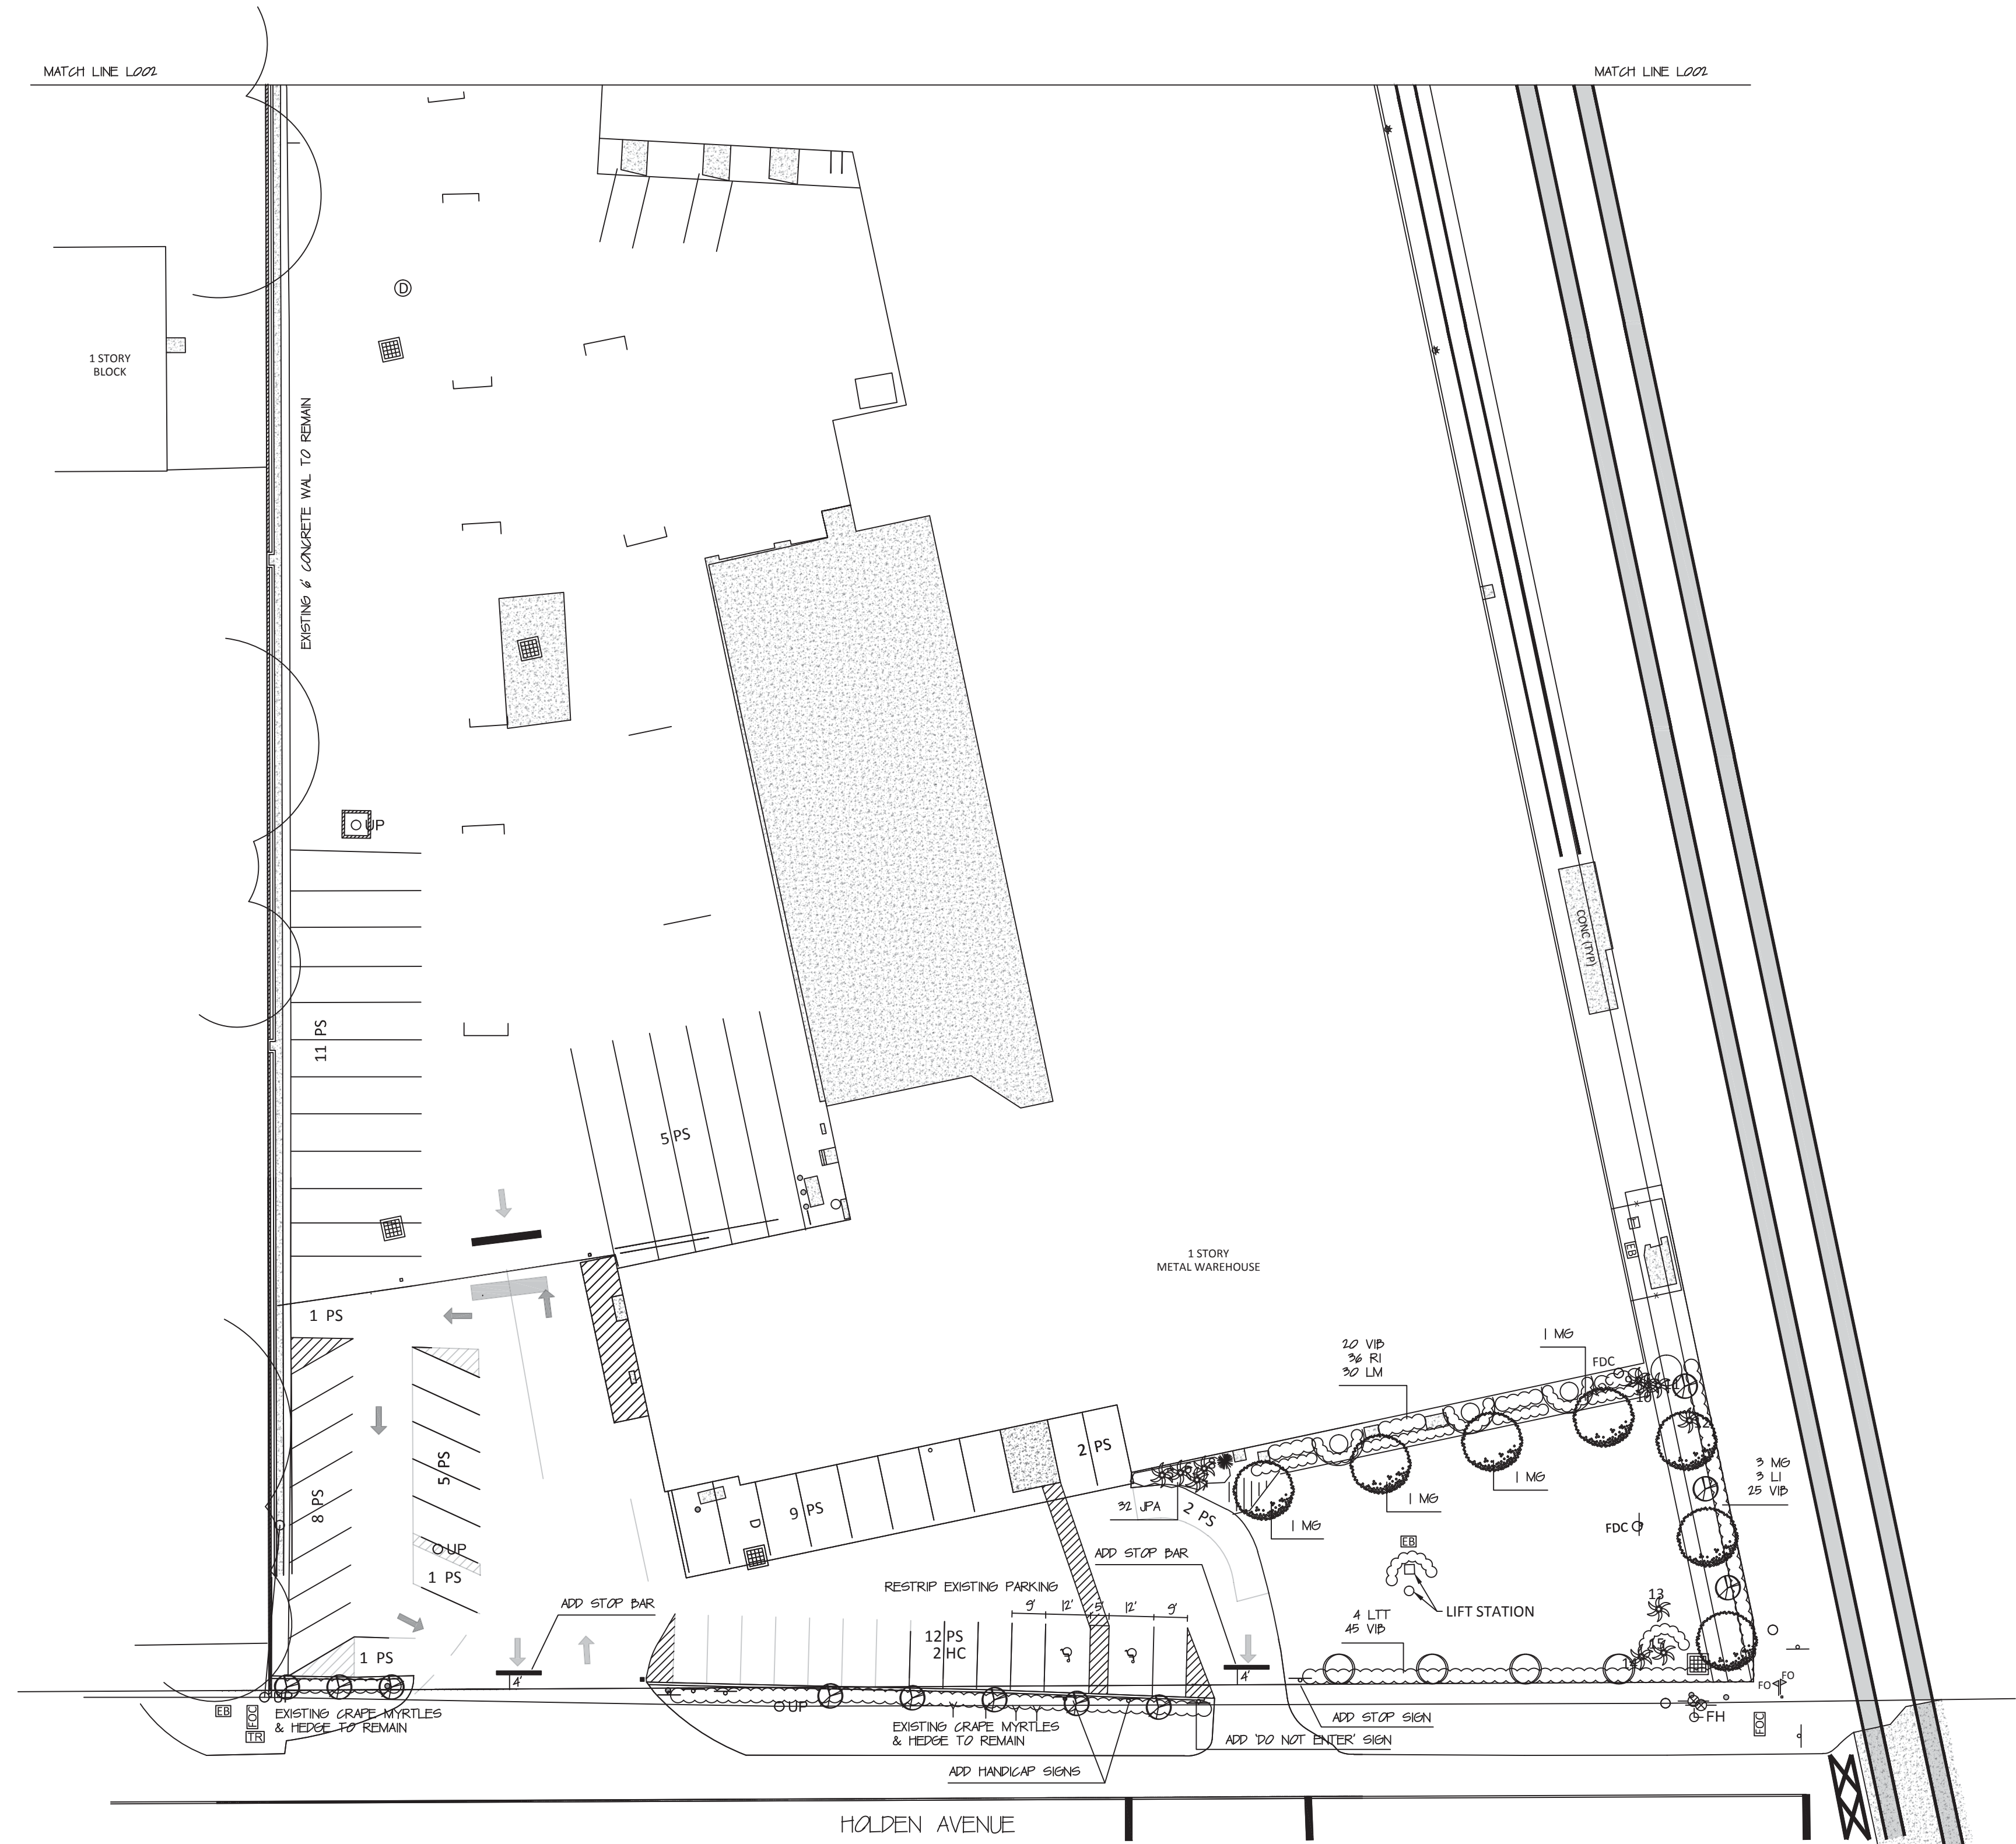 MATCH LINE L002
MATCH LINE L002
1 STORY
BLOCK
D
EXISTING 6' CONCRETE WAL TO REMAIN
UP
CONC (TYP)
11 PS
5 PS
1 STORY
METAL WAREHOUSE
EB
1 PS
20 VIB
36 RI
30 LM
1 MG
FDC
2 PS
8 PS
5 PS
9 PS
D
32 JPA
2 PS
1 MG
1 MG
1 MG
3 MG
3 LI
25 VIB
FDC
UP
1 PS
EB
LIFT STATION
ADD STOP BAR
ADD STOP BAR
RESTRIP EXISTING PARKING
9'
12'
5'
12'
9'
12 PS
2 HC
4 LTT
45 VIB
13
1 PS
4'
4'
UP
UP
EB
FOC
TR
EXISTING CRAPE MYRTLES
& HEDGE TO REMAIN
EXISTING CRAPE MYRTLES
& HEDGE TO REMAIN
ADD STOP SIGN
ADD 'DO NOT ENTER' SIGN
ADD HANDICAP SIGNS
FO
FO
FH
FOC
HOLDEN AVENUE